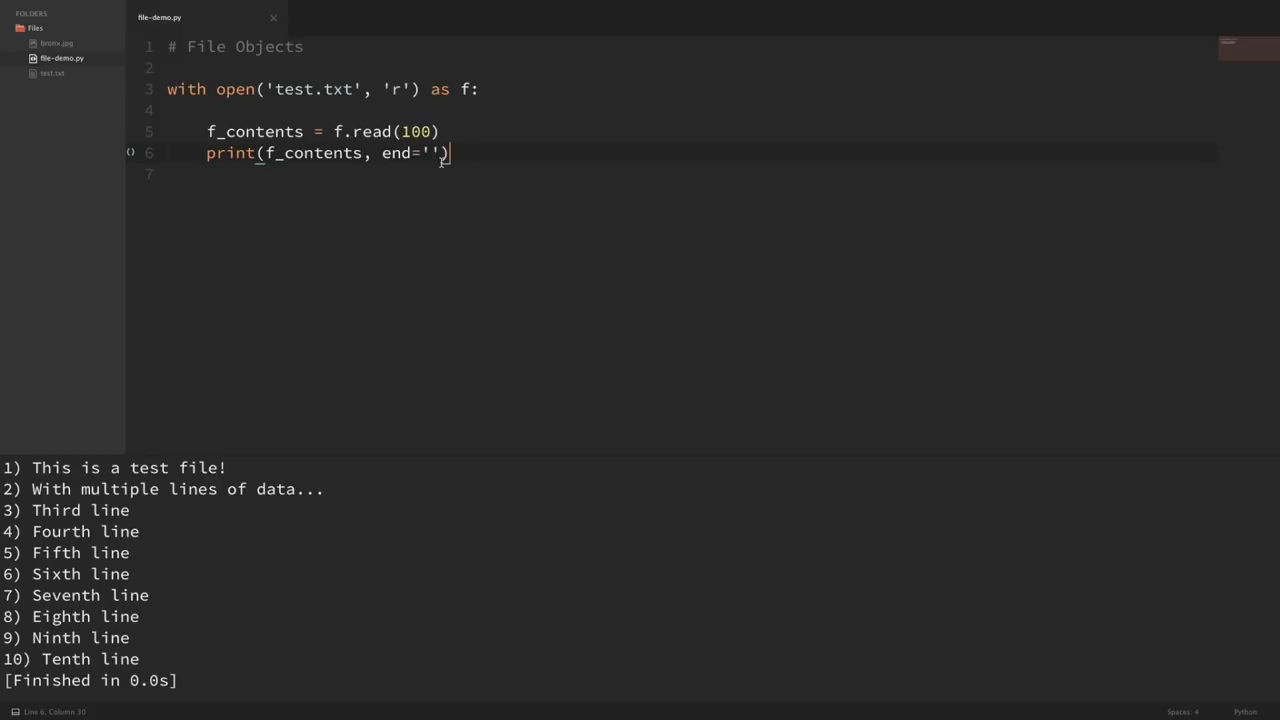 FOLDERS
Files
bronx.jpg
file-demo.py
test.txt
file-demo.py ×
1 # File Objects
2
3 with open('test.txt', 'r') as f:
4
5 f_contents = f.read(100)
6 print(f_contents, end='')
7
1) This is a test file!
2) With multiple lines of data...
3) Third line
4) Fourth line
5) Fifth line
6) Sixth line
7) Seventh line
8) Eighth line
9) Ninth line
10) Tenth line
[Finished in 0.0s]
Line 6, Column 30 Spaces: 4 Python